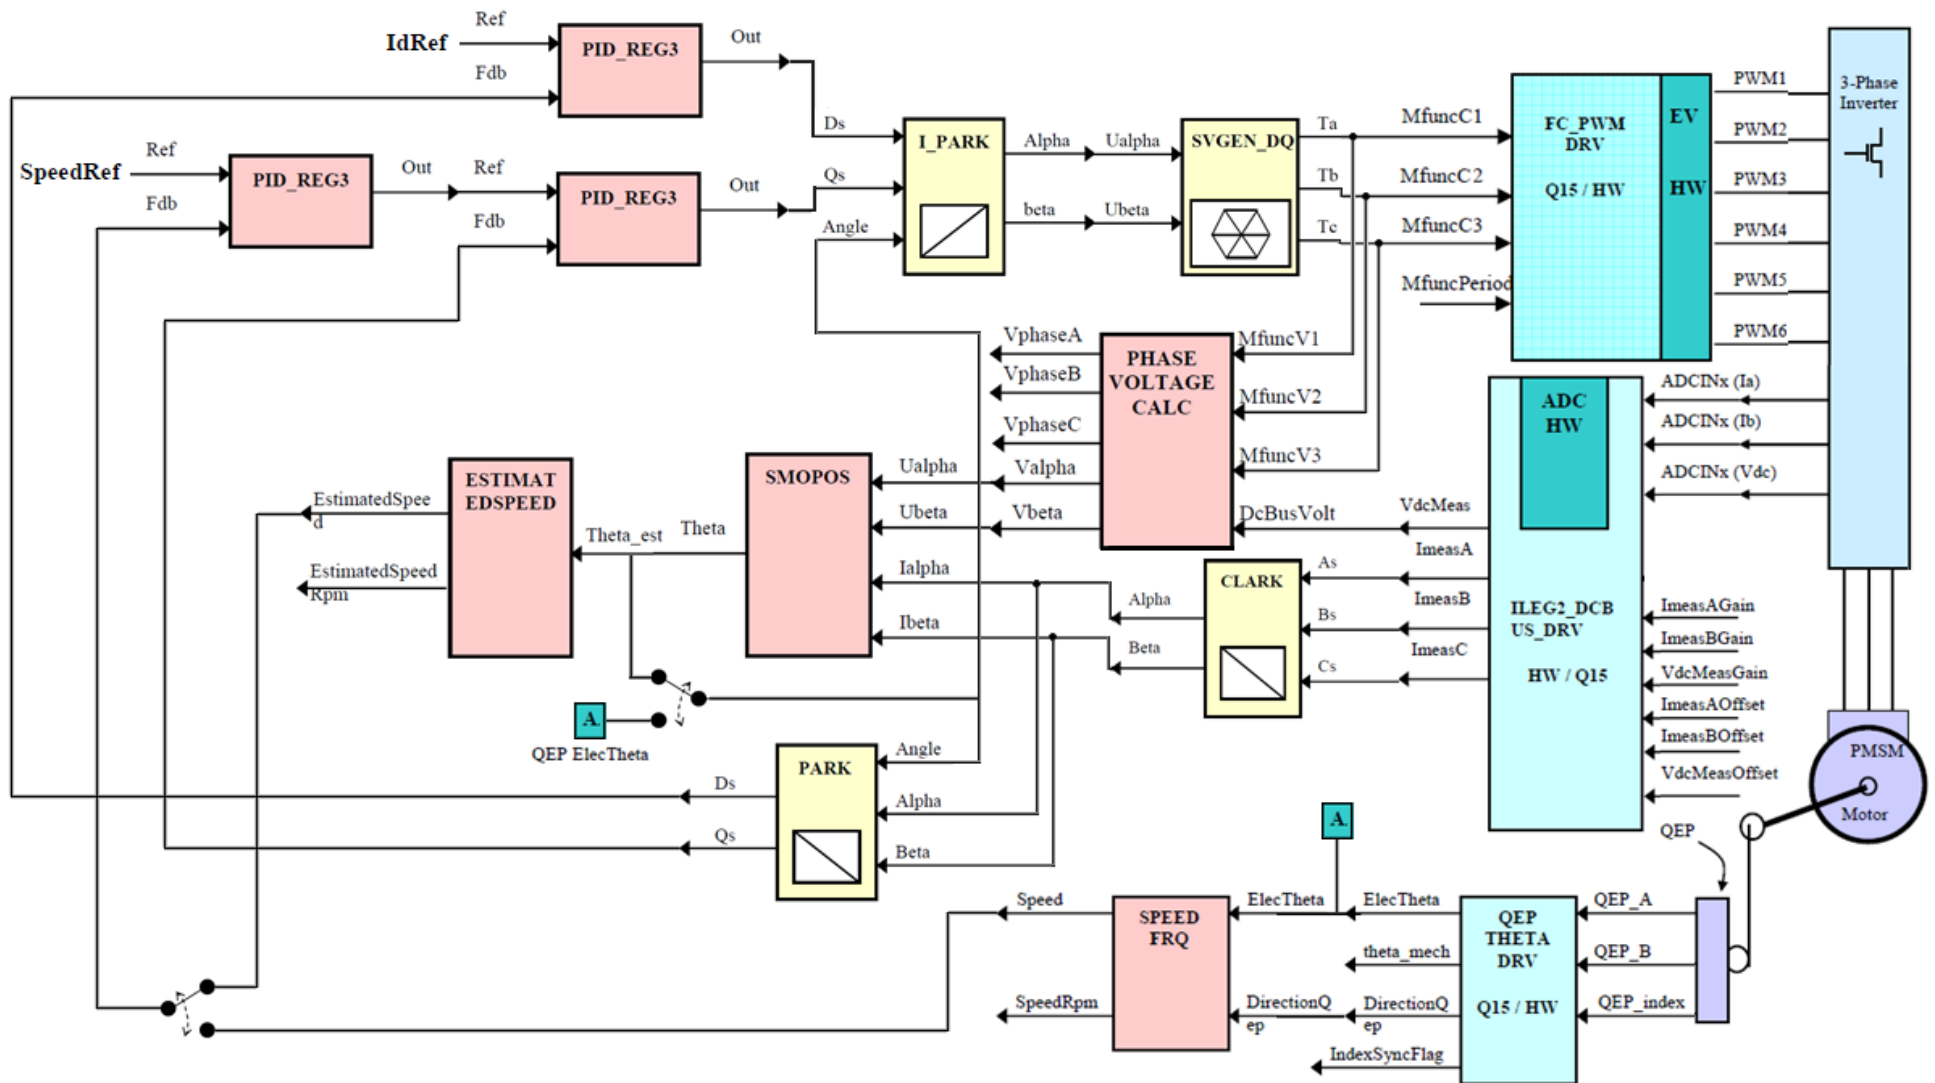 Ref
IdRef
Fdb
PID_REG3
Out
Ref
SpeedRef
Fdb
PID_REG3
Out
Ref
Fdb
PID_REG3
Out
Ds
Qs
Angle
I_PARK
Alpha
beta
Ualpha
Ubeta
SVGEN_DQ
Ta
Tb
Tc
MfuncC1
MfuncC2
MfuncC3
MfuncPeriod
FC_PWM
DRV
Q15 / HW
EV
HW
PWM1
PWM2
PWM3
PWM4
PWM5
PWM6
3-Phase
Inverter
VphaseA
VphaseB
VphaseC
Valpha
Vbeta
PHASE
VOLTAGE
CALC
MfuncV1
MfuncV2
MfuncV3
DcBusVolt
VdcMeas
ImeasA
ImeasB
ImeasC
ADC
HW
ILEG2_DCB
US_DRV
HW / Q15
ADCINx (Ia)
ADCINx (Ib)
ADCINx (Vdc)
ImeasAGain
ImeasBGain
VdcMeasGain
ImeasAOffset
ImeasBOffset
VdcMeasOffset
EstimatedSpee
d
EstimatedSpeed
Rpm
ESTIMAT
EDSPEED
Theta_est
Theta
SMOPOS
Ualpha
Ubeta
Ialpha
Ibeta
Alpha
Beta
CLARK
As
Bs
Cs
A
QEP ElecTheta
Ds
Qs
PARK
Angle
Alpha
Beta
PMSM
Motor
QEP
A
Speed
SpeedRpm
SPEED
FRQ
ElecTheta
DirectionQ
ep
ElecTheta
theta_mech
DirectionQ
ep
IndexSyncFlag
QEP
THETA
DRV
Q15 / HW
QEP_A
QEP_B
QEP_index